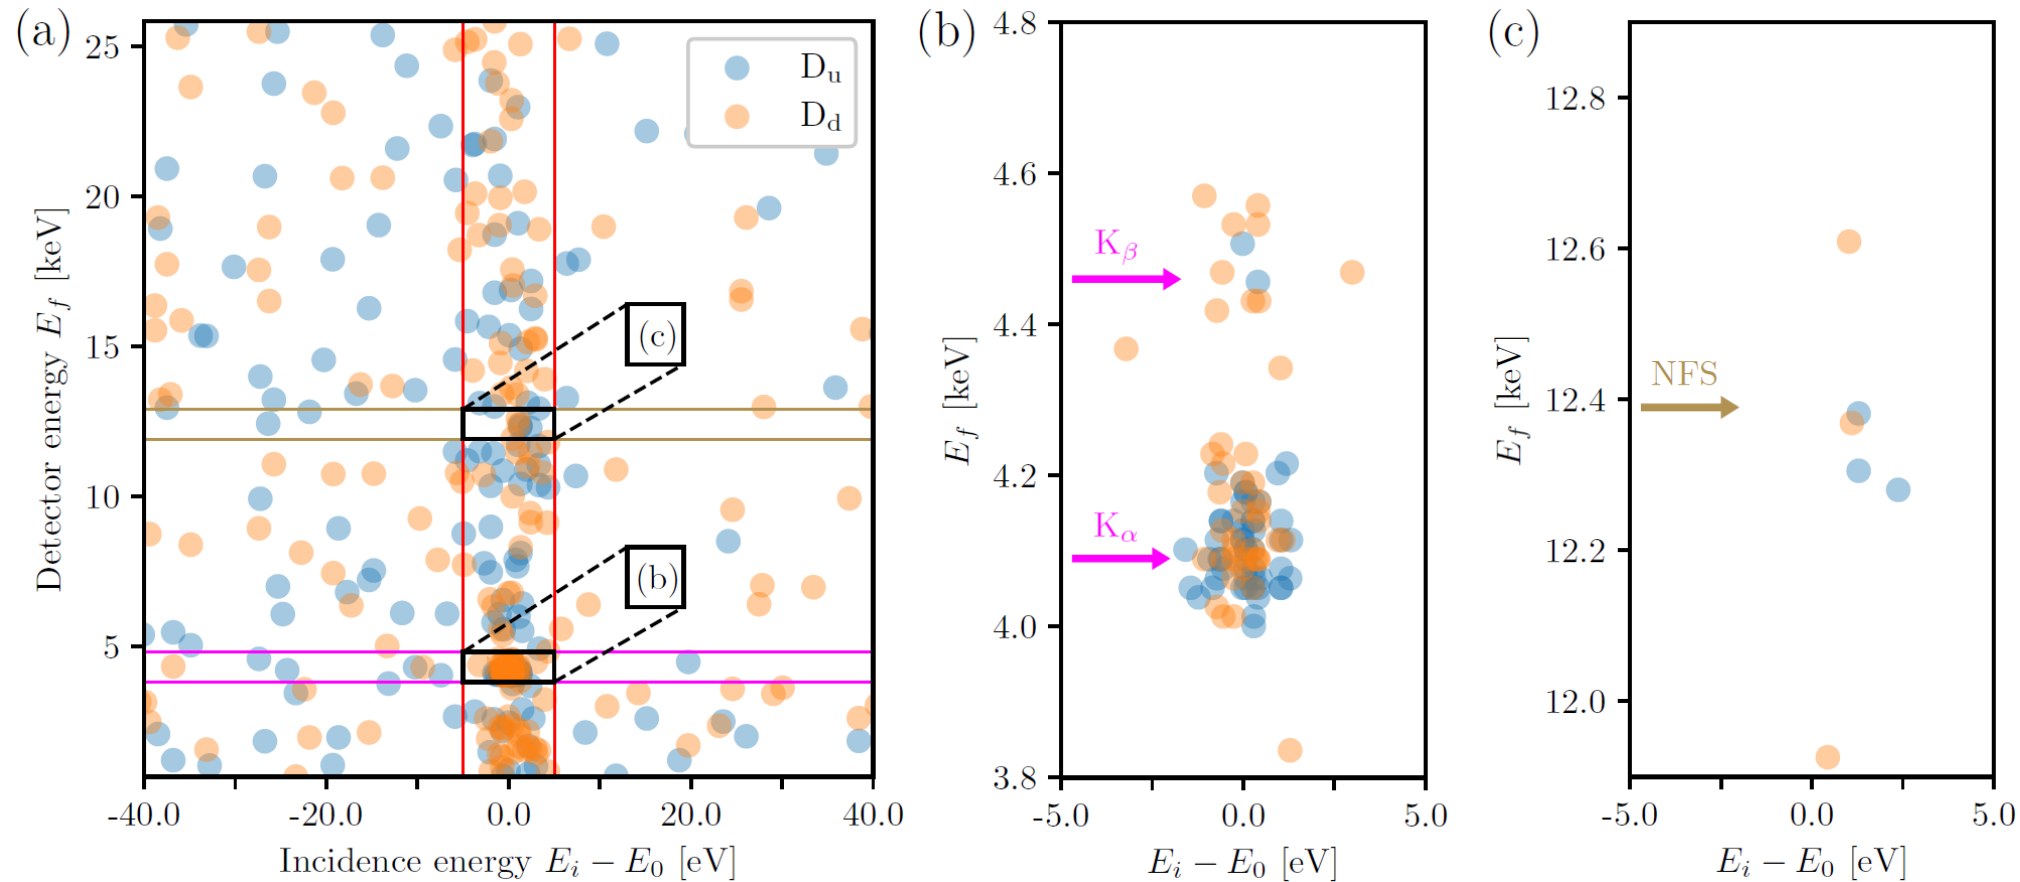 (a)
25
20
15
10
5
Detector energy E_f [keV]
D_u
D_d
(c)
(b)
-40.0 -20.0 0.0 20.0 40.0
Incidence energy E_i − E_0 [eV]
(b)
4.8
4.6
4.4
4.2
4.0
3.8
E_f [keV]
K_β
K_α
-5.0 0.0 5.0
E_i − E_0 [eV]
(c)
12.8
12.6
12.4
12.2
12.0
E_f [keV]
NFS
-5.0 0.0 5.0
E_i − E_0 [eV]